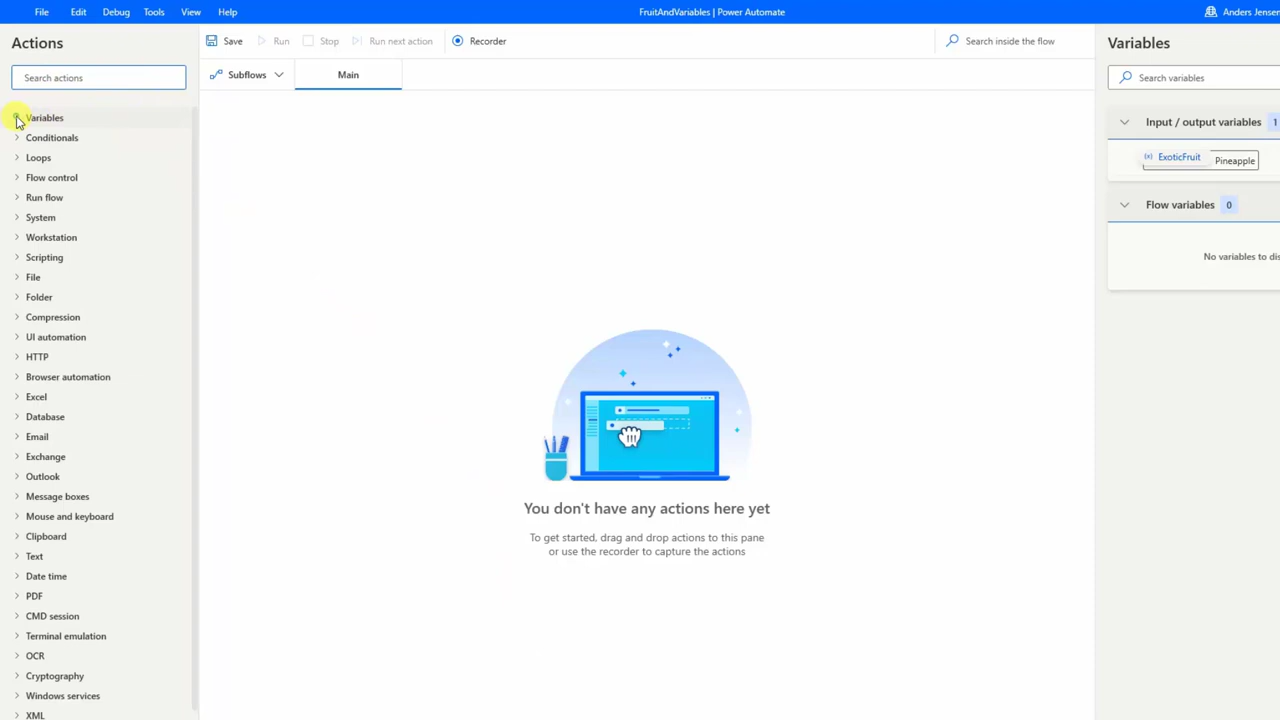 File Edit Debug Tools View Help
FruitAndVariables | Power Automate
Anders Jensen
Actions
Search actions
Variables
Conditionals
Loops
Flow control
Run flow
System
Workstation
Scripting
File
Folder
Compression
UI automation
HTTP
Browser automation
Excel
Database
Email
Exchange
Outlook
Message boxes
Mouse and keyboard
Clipboard
Text
Date time
PDF
CMD session
Terminal emulation
OCR
Cryptography
Windows services
XML
Save Run Stop Run next action Recorder
Search inside the flow
Subflows Main
You don't have any actions here yet
To get started, drag and drop actions to this pane
or use the recorder to capture the actions
Variables
Search variables
Input / output variables 1
(x) ExoticFruit Pineapple
Flow variables 0
No variables to dis